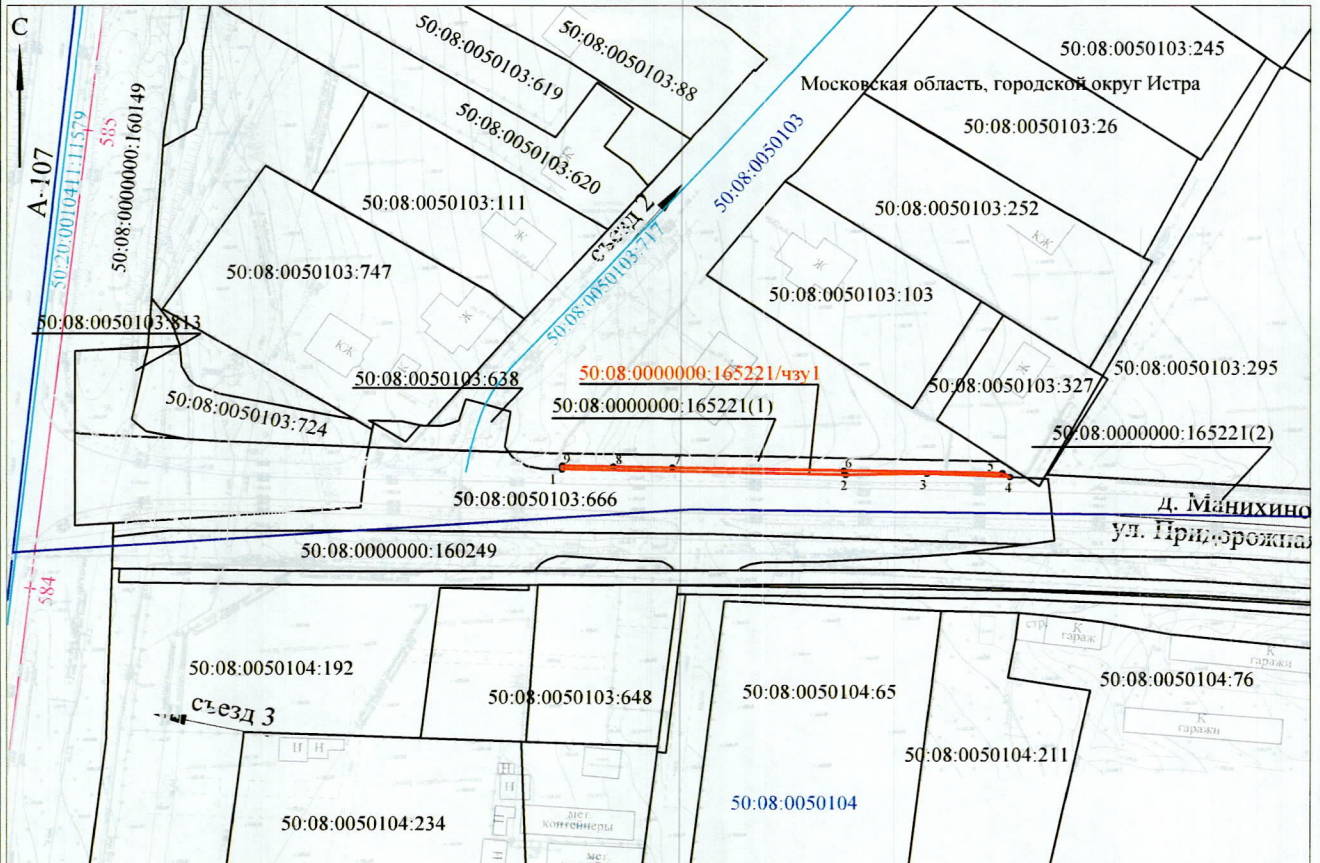 С
А-107
50:20:0010411:11579
585
50:08:0000000:160149
50:08:0050103:619
50:08:0050103:88
50:08:0050103:620
50:08:0050103:245
Московская область, городской округ Истра
50:08:0050103:26
50:08:0050103
50:08:0050103:111
50:08:0050103:252
съезд 2
50:08:0050103:717
Ж
КЖ
50:08:0050103:747
50:08:0050103:103
Ж
50:08:0050103:813
КЖ
Ж
50:08:0050103:638
50:08:0000000:165221/чзу1
50:08:0050103:327
50:08:0050103:295
50:08:0050103:724
50:08:0000000:165221(1)
50:08:0000000:165221(2)
9 8 7 6 5
1 2 3 4
50:08:0050103:666
д. Манихино
ул. Придорожная
50:08:0000000:160249
584
стр.
К
гараж
К
гаражи
50:08:0050104:192
50:08:0050103:648
50:08:0050104:65
50:08:0050104:76
съезд 3
К
гаражи
Н Н
50:08:0050104:211
Н
50:08:0050104
50:08:0050104:234
мет.
контейнеры
Н
мет.